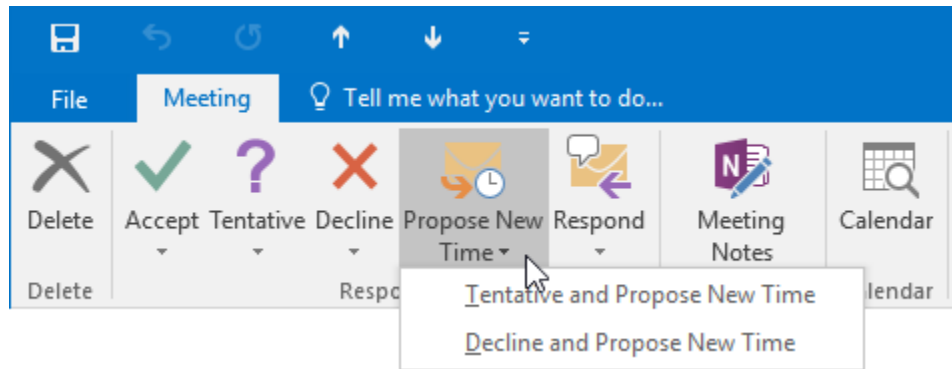 File Meeting Tell me what you want to do...
N
Delete Accept Tentative Decline Propose New Respond Meeting Calendar
Time Notes
Delete Respo lendar
Tentative and Propose New Time
Decline and Propose New Time